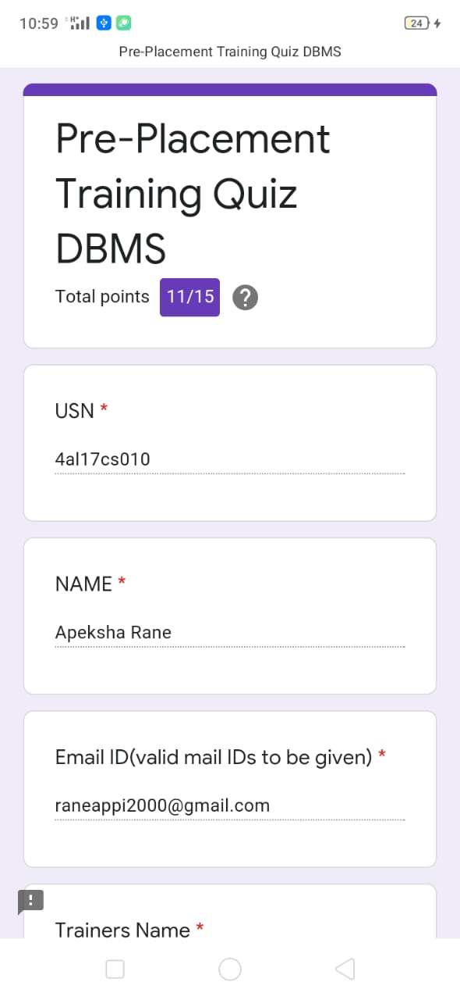 10:59 H+ 24
Pre-Placement Training Quiz DBMS
Pre-Placement
Training Quiz
DBMS
Total points 11/15 ?
USN *
4al17cs010
NAME *
Apeksha Rane
Email ID(valid mail IDs to be given) *
raneappi2000@gmail.com
!
Trainers Name *